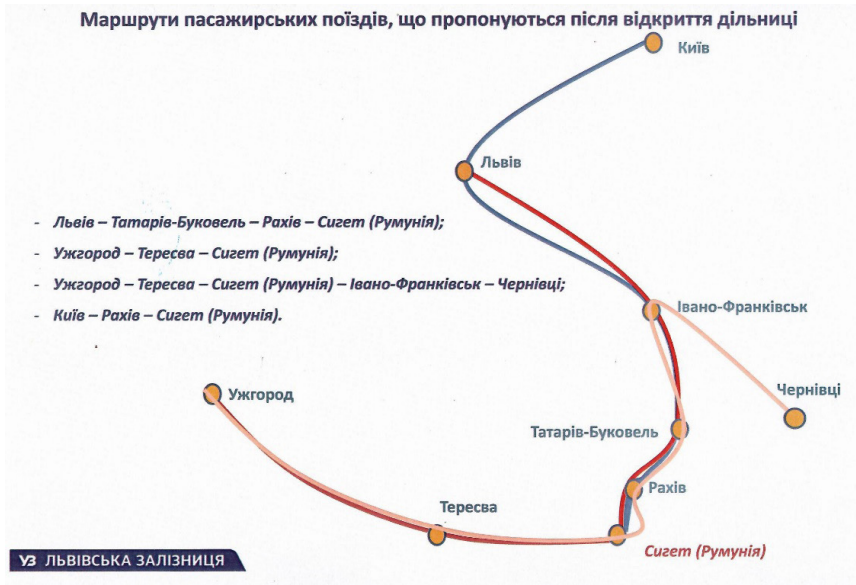 Маршрути пасажирських поїздів, що пропонуються після відкриття дільниці
Київ
Львів
- Львів – Татарів-Буковель – Рахів – Сигет (Румунія);
- Ужгород – Тересва – Сигет (Румунія);
- Ужгород – Тересва – Сигет (Румунія) – Івано-Франківськ – Чернівці;
- Київ – Рахів – Сигет (Румунія).
Івано-Франківськ
Чернівці
Ужгород
Татарів-Буковель
Рахів
Тересва
Сигет (Румунія)
УЗ ЛЬВІВСЬКА ЗАЛІЗНИЦЯ